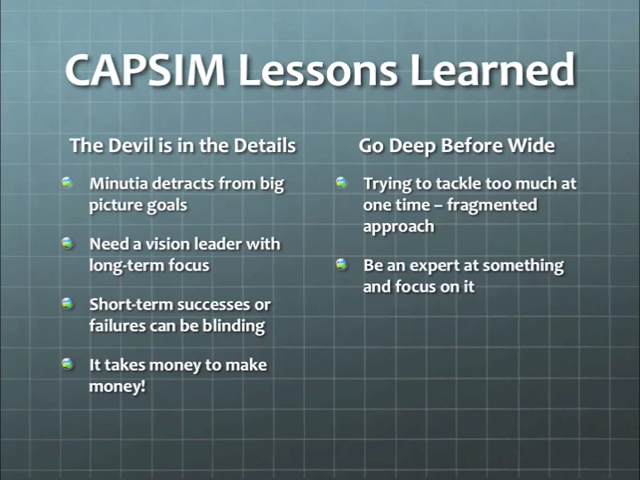 CAPSIM Lessons Learned
The Devil is in the Details
Minutia detracts from big
picture goals
Need a vision leader with
long-term focus
Short-term successes or
failures can be blinding
It takes money to make
money!
Go Deep Before Wide
Trying to tackle too much at
one time – fragmented
approach
Be an expert at something
and focus on it